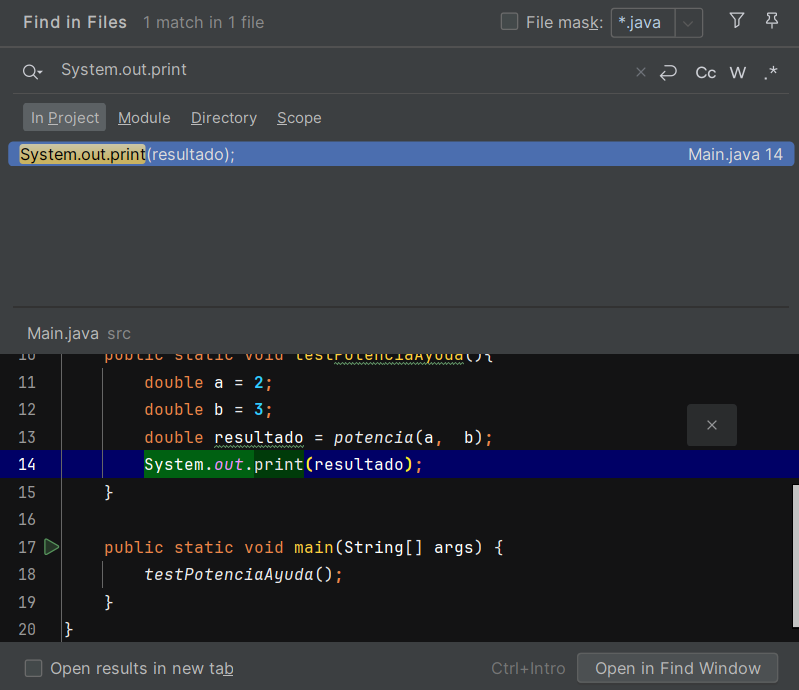 Find in Files 1 match in 1 file File mask: *.java
System.out.print Cc W .*
In Project Module Directory Scope
System.out.print(resultado); Main.java 14
Main.java src
10 public static void testPotenciaAyuda(){
11 double a = 2;
12 double b = 3;
13 double resultado = potencia(a,  b);
14 System.out.print(resultado);
15 }
16
17 public static void main(String[] args) {
18 testPotenciaAyuda();
19 }
20 }
Open results in new tab Ctrl+Intro Open in Find Window